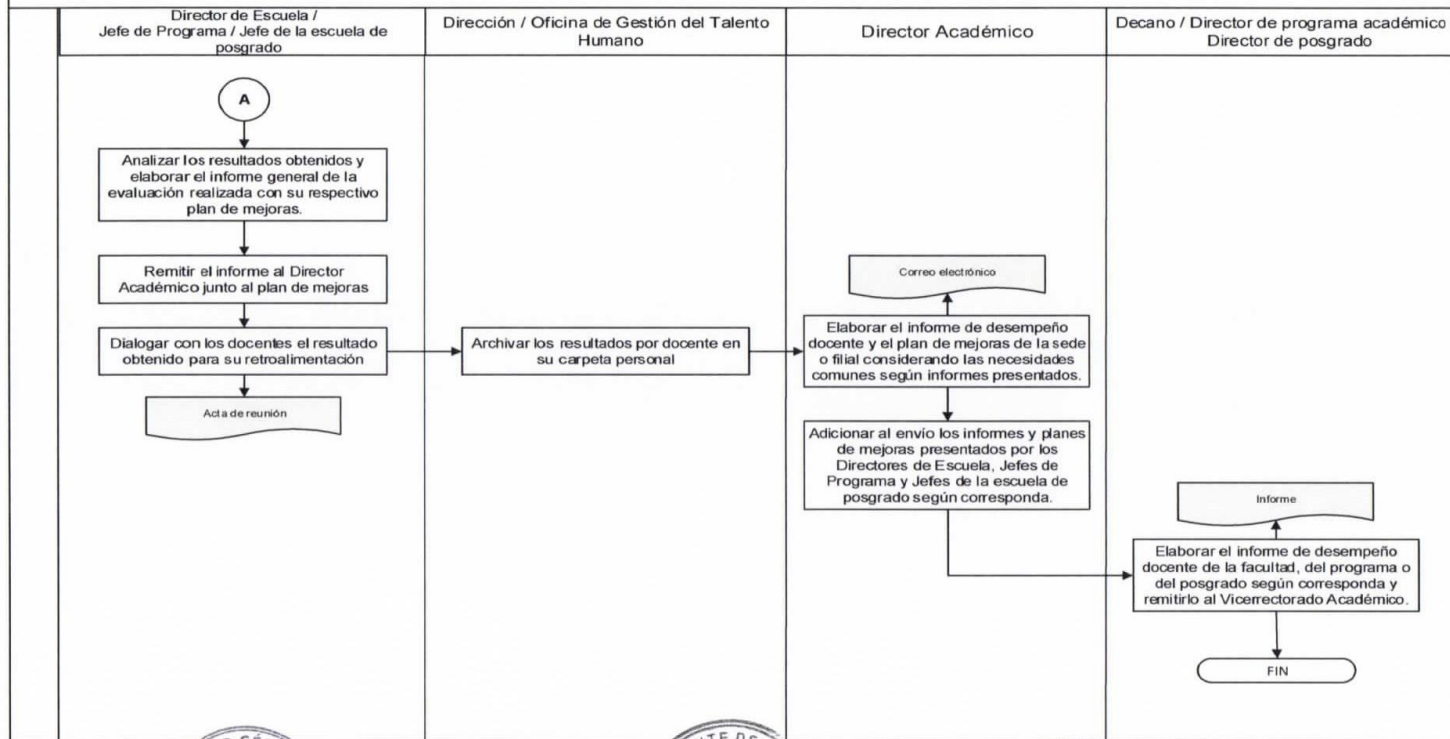 Director de Escuela /
Jefe de Programa / Jefe de la escuela de
posgrado
Dirección / Oficina de Gestión del Talento
Humano
Director Académico
Decano / Director de programa académico
Director de posgrado
A
Analizar los resultados obtenidos y
elaborar el informe general de la
evaluación realizada con su respectivo
plan de mejoras.
Remitir el informe al Director
Académico junto al plan de mejoras
Dialogar con los docentes el resultado
obtenido para su retroalimentación
Acta de reunión
Archivar los resultados por docente en
su carpeta personal
Correo electrónico
Elaborar el informe de desempeño
docente y el plan de mejoras de la sede
o filial considerando las necesidades
comunes según informes presentados.
Adicionar al envío los informes y planes
de mejoras presentados por los
Directores de Escuela, Jefes de
Programa y Jefes de la escuela de
posgrado según corresponda.
Informe
Elaborar el informe de desempeño
docente de la facultad, del programa o
del posgrado según corresponda y
remitirlo al Vicerrectorado Académico.
FIN